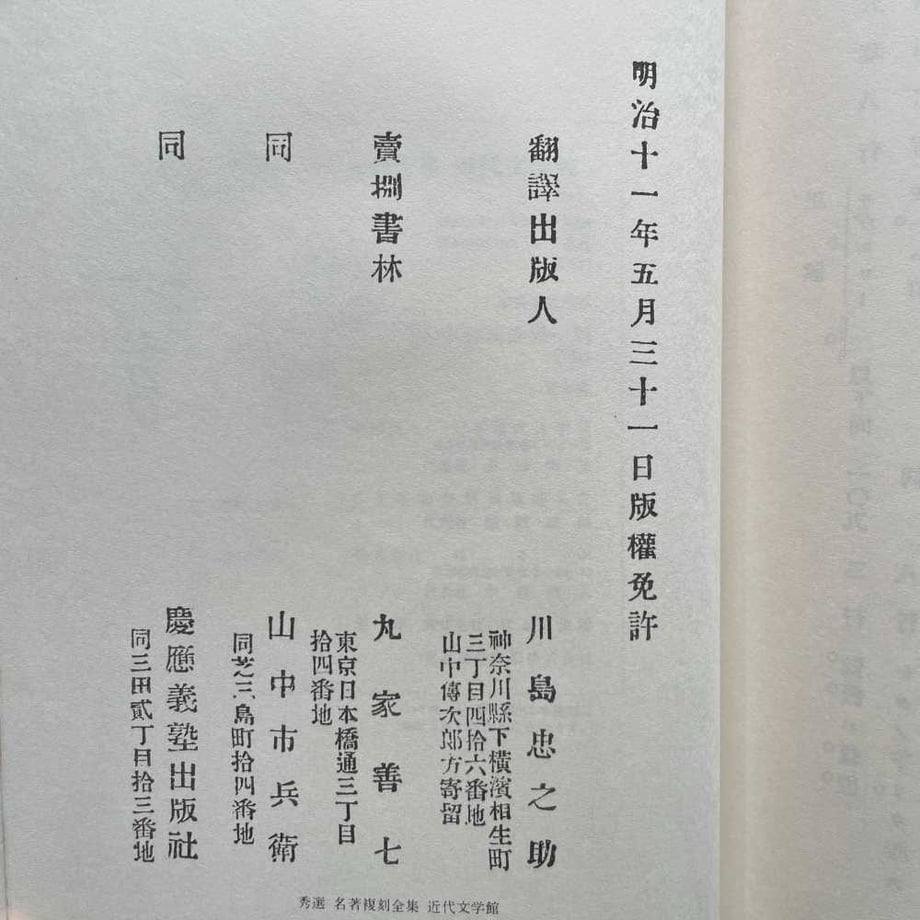 明治十一年五月三十一日版權免許
翻譯出版人
川島忠之助
神奈川縣下横濱相生町
三丁目四拾六番地
山中傳次郎方寄留
賣捌書林
丸家善七
東京日本橋通三丁目
拾四番地
同
山中市兵衛
同芝三島町拾四番地
同
慶應義塾出版社
同三田貳丁目拾三番地
秀選 名著複刻全集 近代文学館